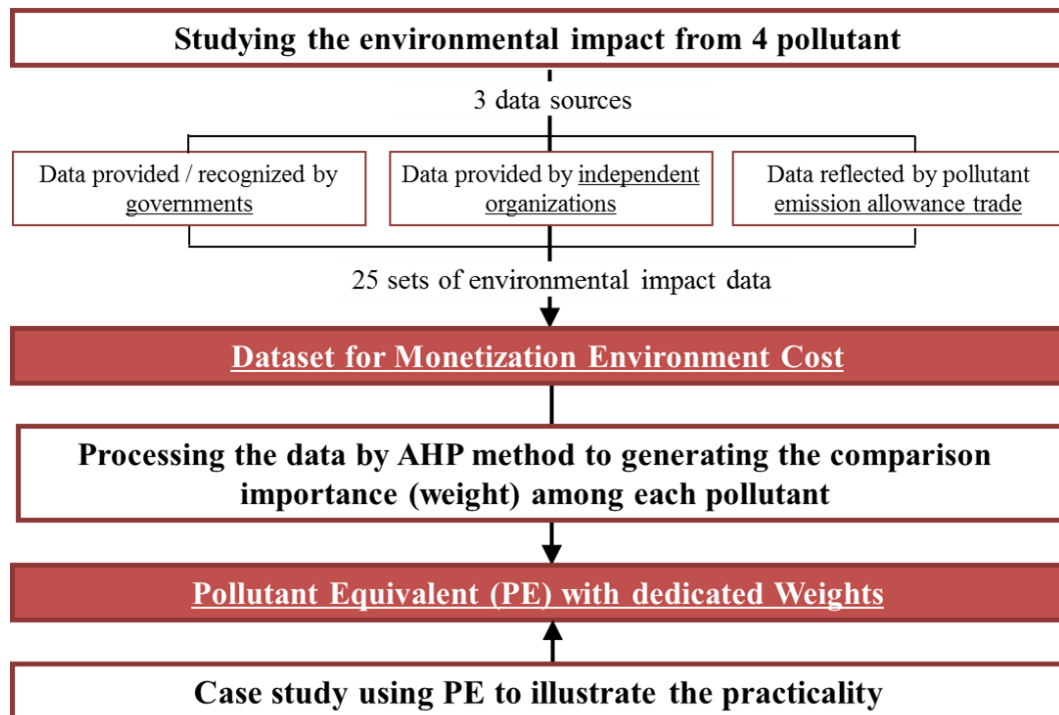 Studying the environmental impact from 4 pollutant
3 data sources
Data provided / recognized by
governments
Data provided by independent
organizations
Data reflected by pollutant
emission allowance trade
25 sets of environmental impact data
Dataset for Monetization Environment Cost
Processing the data by AHP method to generating the comparison
importance (weight) among each pollutant
Pollutant Equivalent (PE) with dedicated Weights
Case study using PE to illustrate the practicality